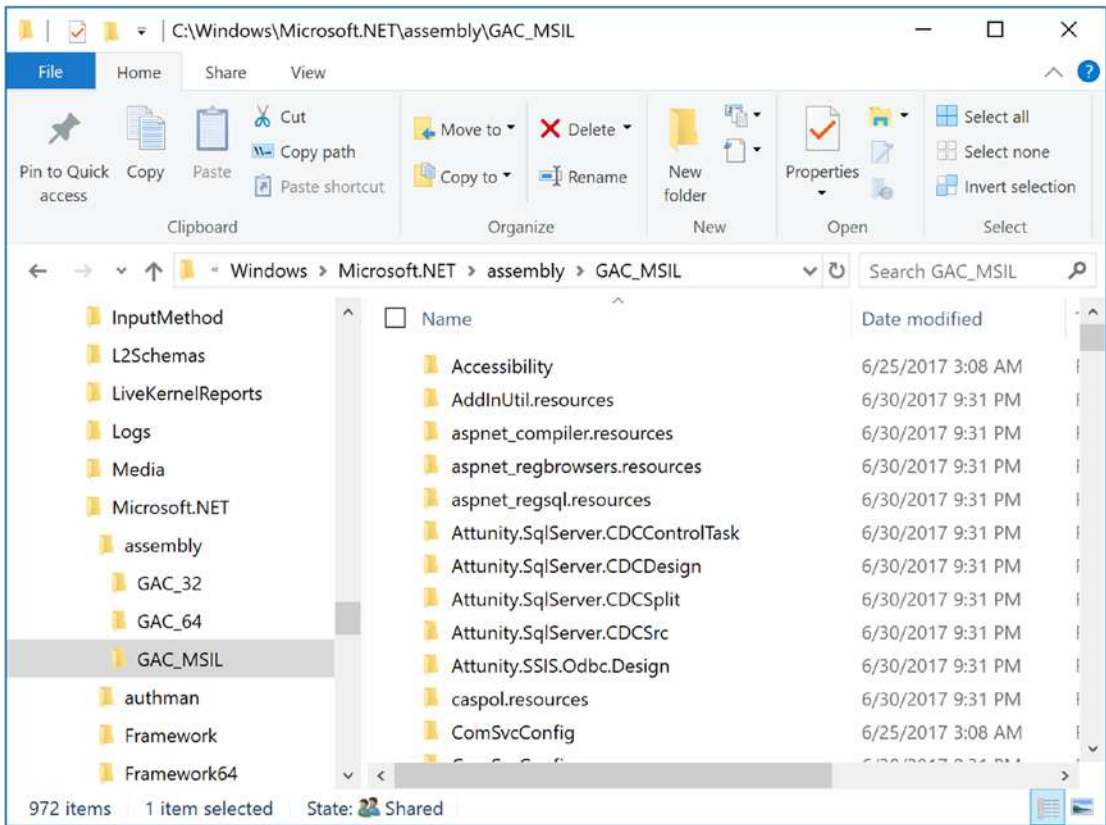 C:\Windows\Microsoft.NET\assembly\GAC_MSIL
File Home Share View
Pin to Quick access
Copy
Paste
Cut
Copy path
Paste shortcut
Clipboard
Move to
Copy to
Delete
Rename
Organize
New folder
New
Properties
Open
Select all
Select none
Invert selection
Select
« Windows > Microsoft.NET > assembly > GAC_MSIL
Search GAC_MSIL
InputMethod
L2Schemas
LiveKernelReports
Logs
Media
Microsoft.NET
assembly
GAC_32
GAC_64
GAC_MSIL
authman
Framework
Framework64
Name Date modified
Accessibility 6/25/2017 3:08 AM
AddInUtil.resources 6/30/2017 9:31 PM
aspnet_compiler.resources 6/30/2017 9:31 PM
aspnet_regbrowsers.resources 6/30/2017 9:31 PM
aspnet_regsql.resources 6/30/2017 9:31 PM
Attunity.SqlServer.CDCControlTask 6/30/2017 9:31 PM
Attunity.SqlServer.CDCDesign 6/30/2017 9:31 PM
Attunity.SqlServer.CDCSplit 6/30/2017 9:31 PM
Attunity.SqlServer.CDCSrc 6/30/2017 9:31 PM
Attunity.SSIS.Odbc.Design 6/30/2017 9:31 PM
caspol.resources 6/30/2017 9:31 PM
ComSvcConfig 6/25/2017 3:08 AM
972 items 1 item selected State: Shared